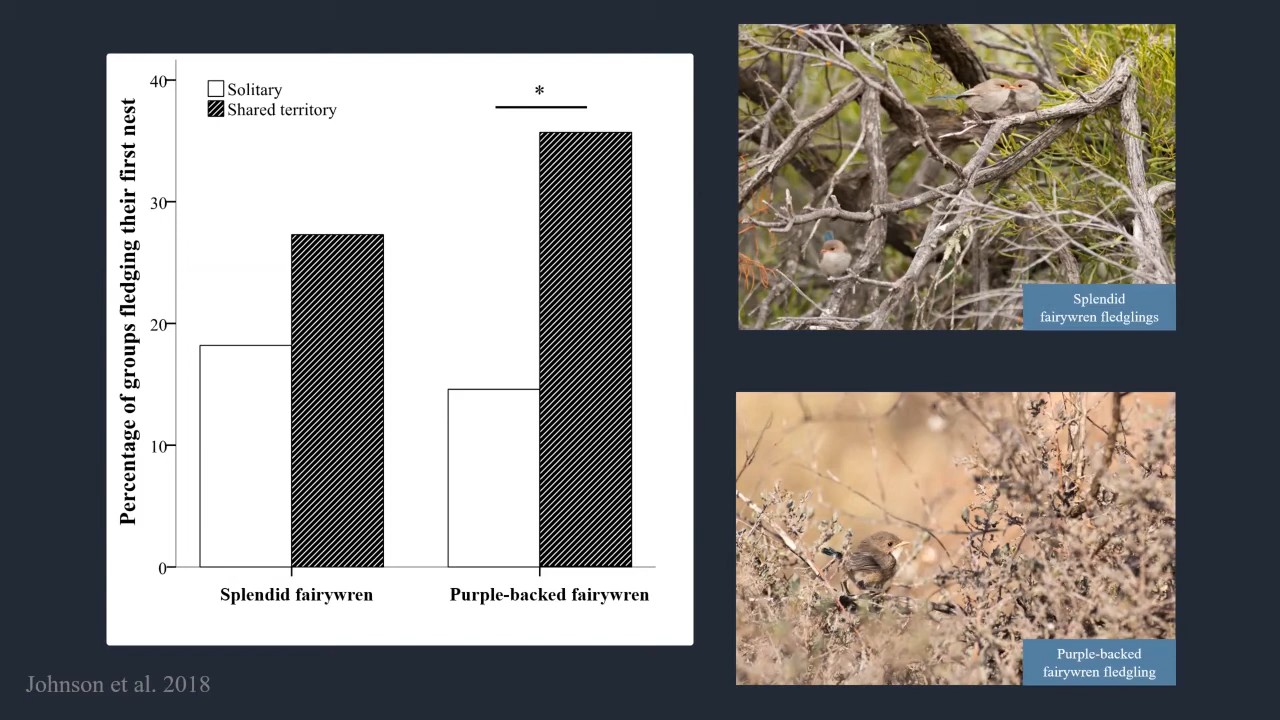 Percentage of groups fledging their first nest
40
30
20
10
0
Solitary
Shared territory
*
Splendid fairywren
Purple-backed fairywren
Splendid
fairywren fledglings
Purple-backed
fairywren fledgling
Johnson et al. 2018